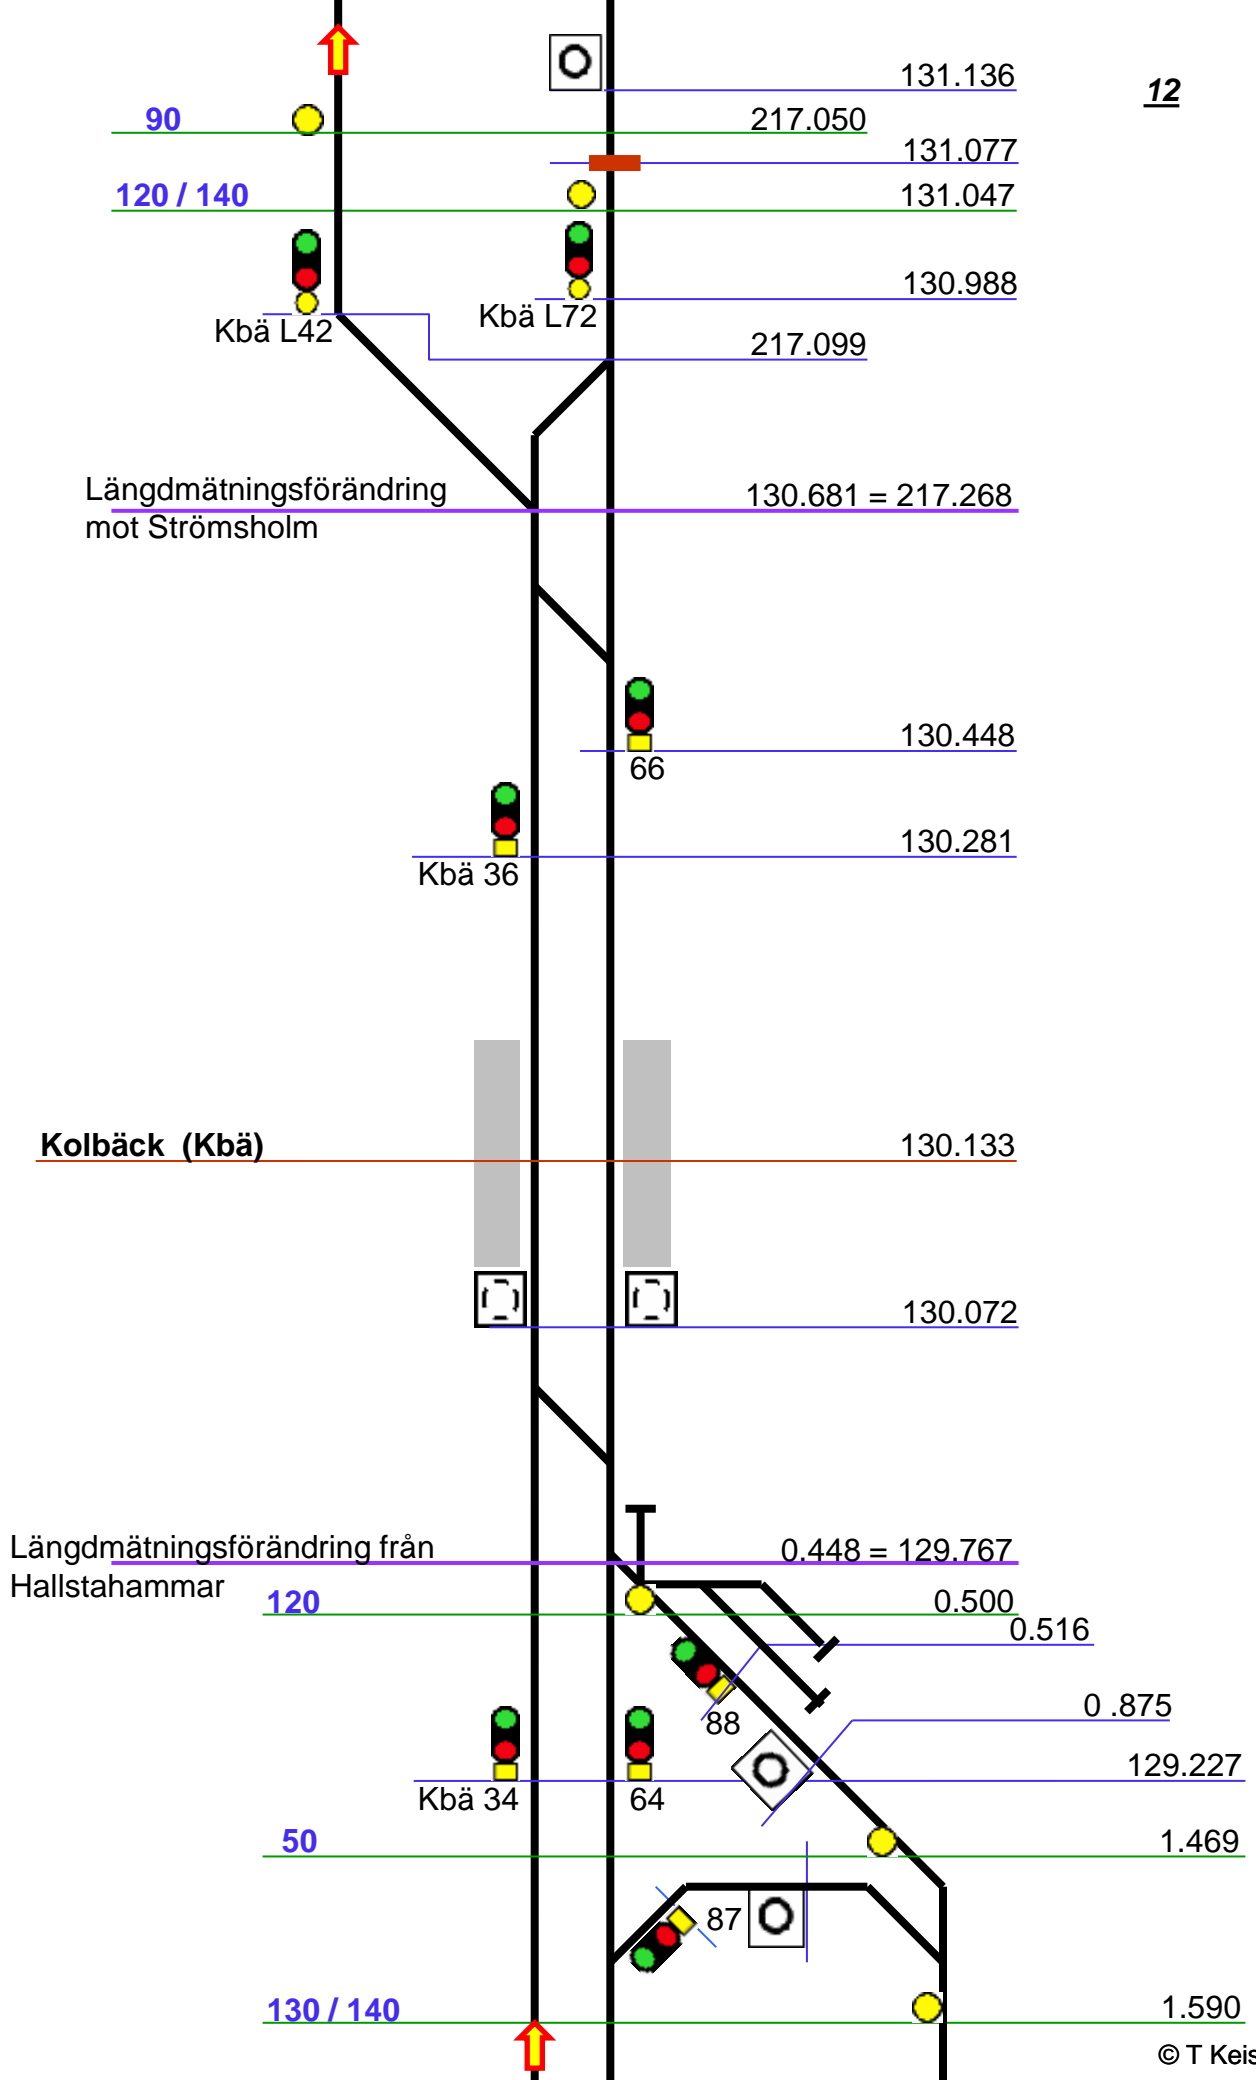 131.136
12
90
217.050
131.077
120 / 140
131.047
130.988
Kbä L42
Kbä L72
217.099
Längdmätningsförändring
mot Strömsholm
130.681 = 217.268
130.448
66
130.281
Kbä 36
Kolbäck (Kbä)
130.133
130.072
Längdmätningsförändring från
Hallstahammar
0.448 = 129.767
120
0.500
0.516
88
0 .875
129.227
Kbä 34
64
50
1.469
87
130 / 140
1.590
© T Keis